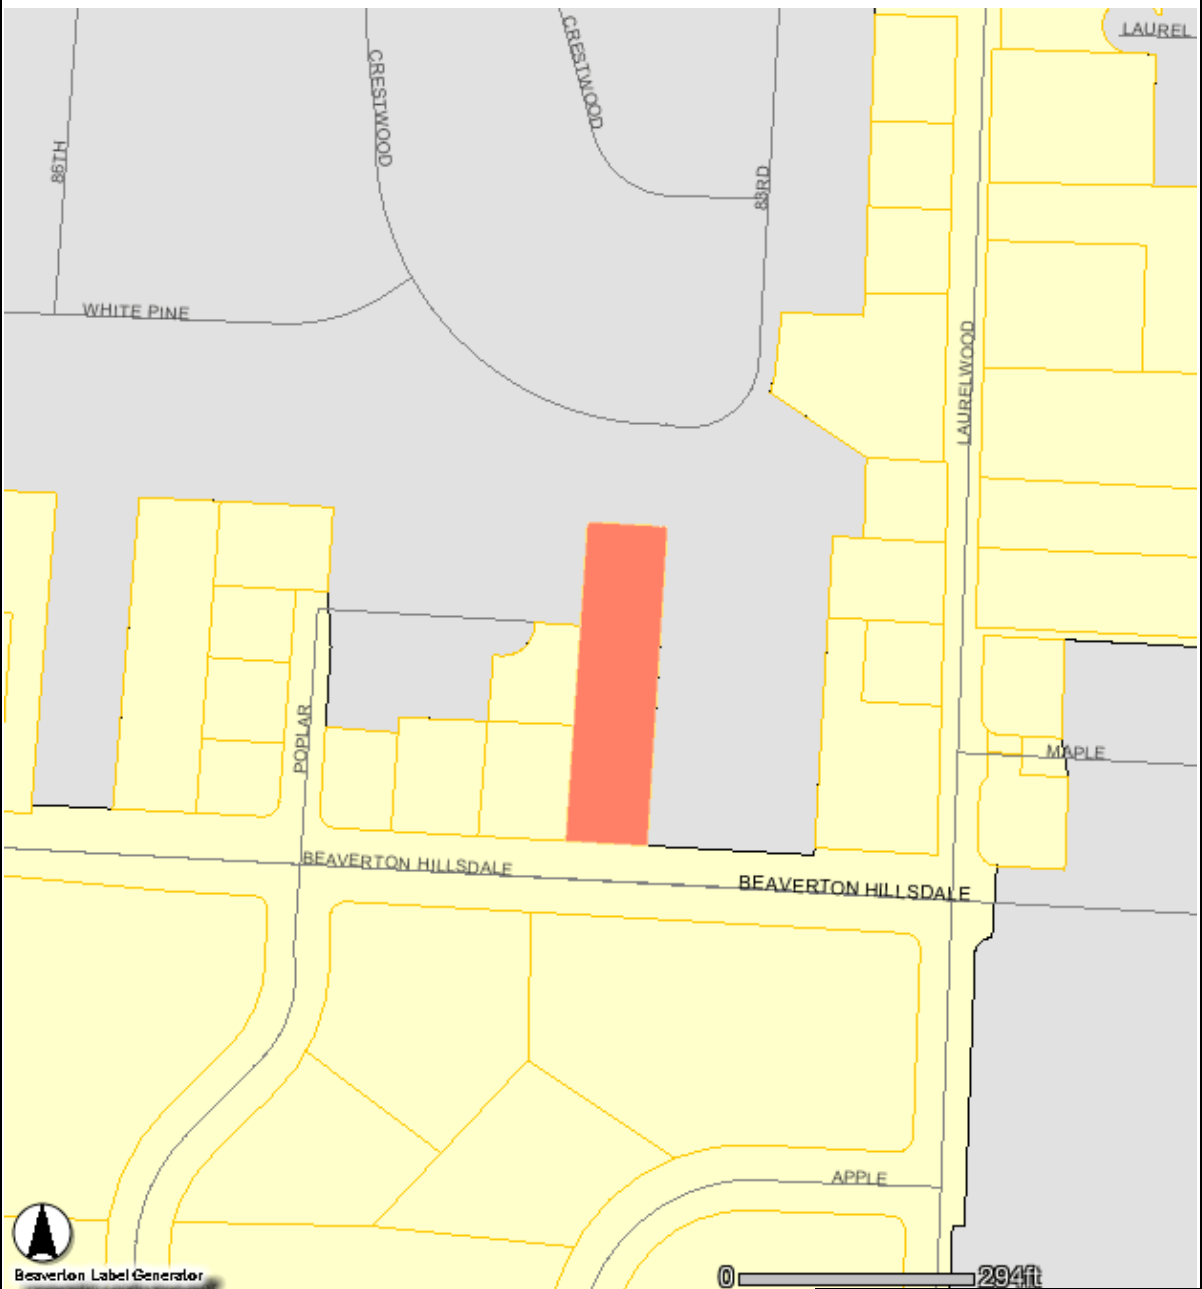 LAUREL
CRESTWOOD
CRESTWOOD
86TH
83RD
WHITE PINE
LAURELWOOD
POPLAR
MAPLE
BEAVERTON HILLSDALE
BEAVERTON HILLSDALE
APPLE
Beaverton Label Generator
0 294ft